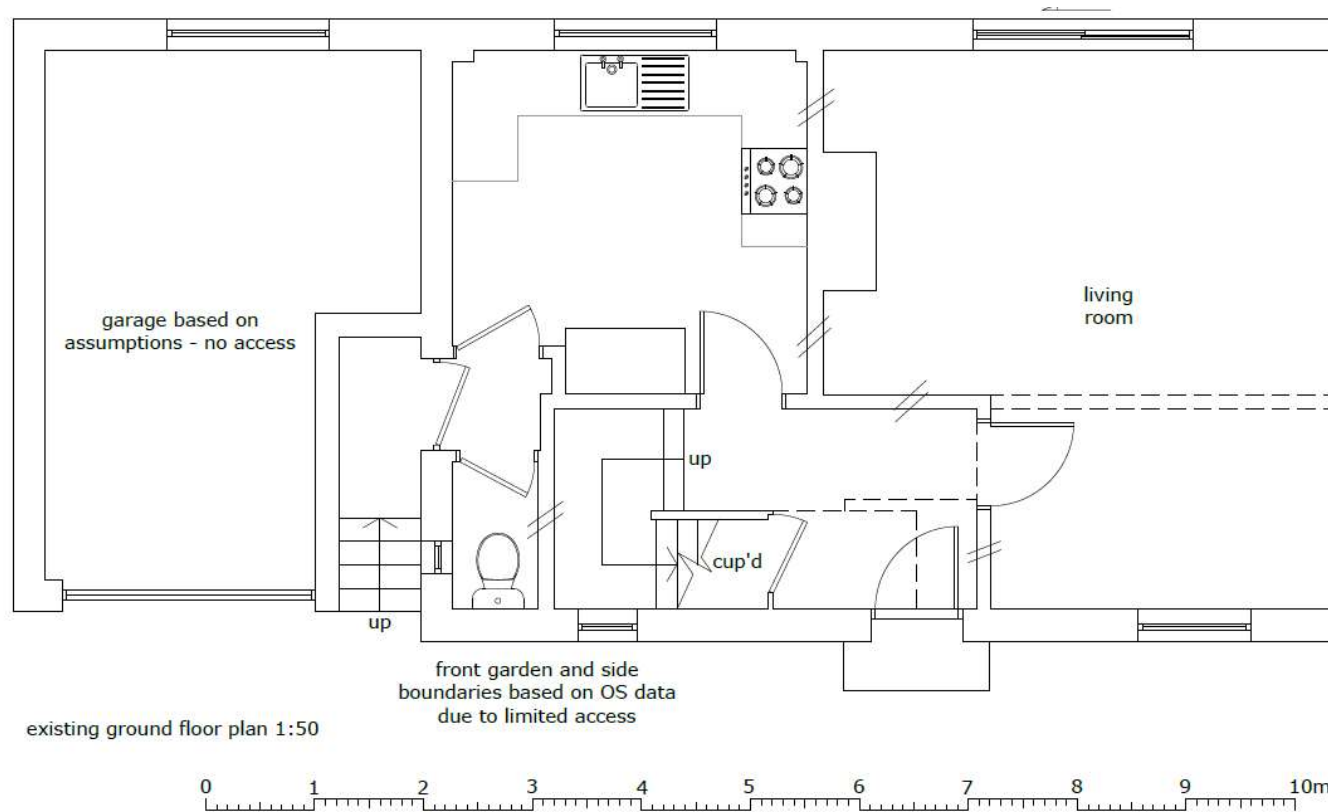 garage based on
assumptions - no access
living
room
up
cup'd
up
front garden and side
boundaries based on OS data
due to limited access
existing ground floor plan 1:50
0 1 2 3 4 5 6 7 8 9 10m